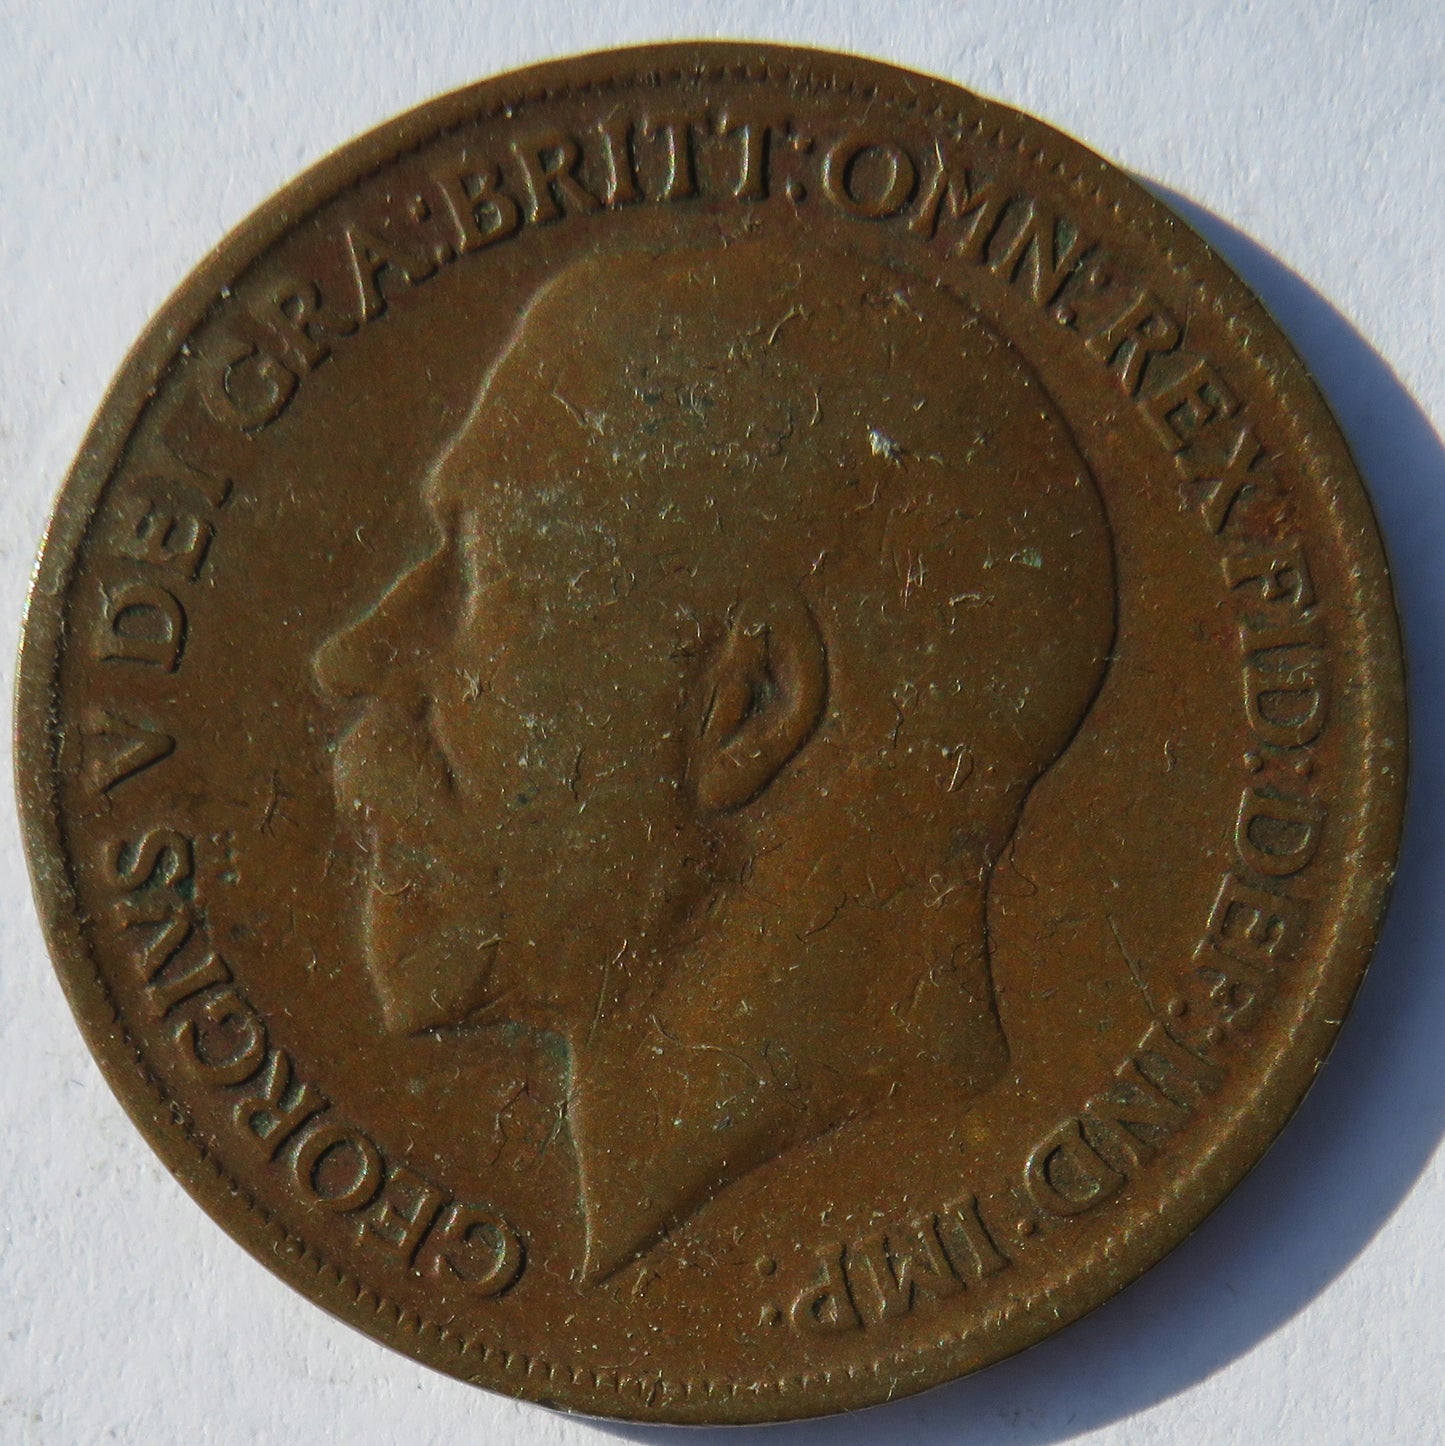 GEORGIVS V DEI GRA: BRITT: OMN: REX FID: DEF: IND: IMP: